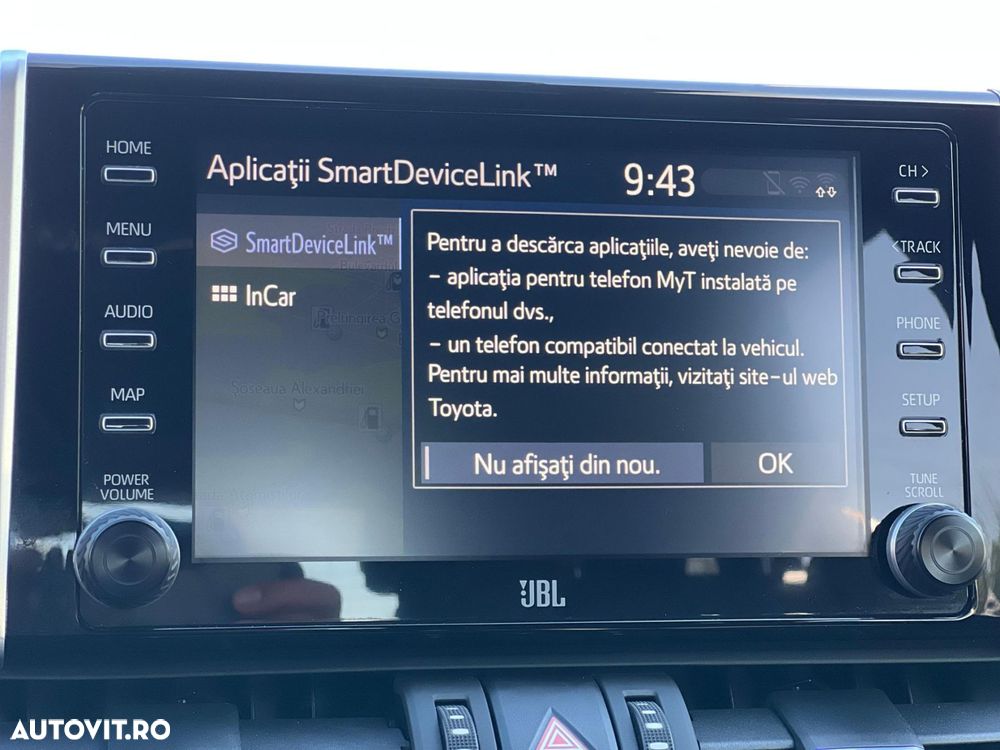 HOME
MENU
AUDIO
MAP
POWER
VOLUME
Aplicaţii SmartDeviceLink™
9:43
SmartDeviceLink™
InCar
Prelungirea
Şoseaua Alexandriei
Pentru a descărca aplicaţiile, aveţi nevoie de:
- aplicaţia pentru telefon MyT instalată pe
telefonul dvs.,
- un telefon compatibil conectat la vehicul.
Pentru mai multe informaţii, vizitaţi site-ul web
Toyota.
Nu afişaţi din nou.
OK
CH >
< TRACK
PHONE
SETUP
TUNE
SCROLL
JBL
AUTOVIT.RO